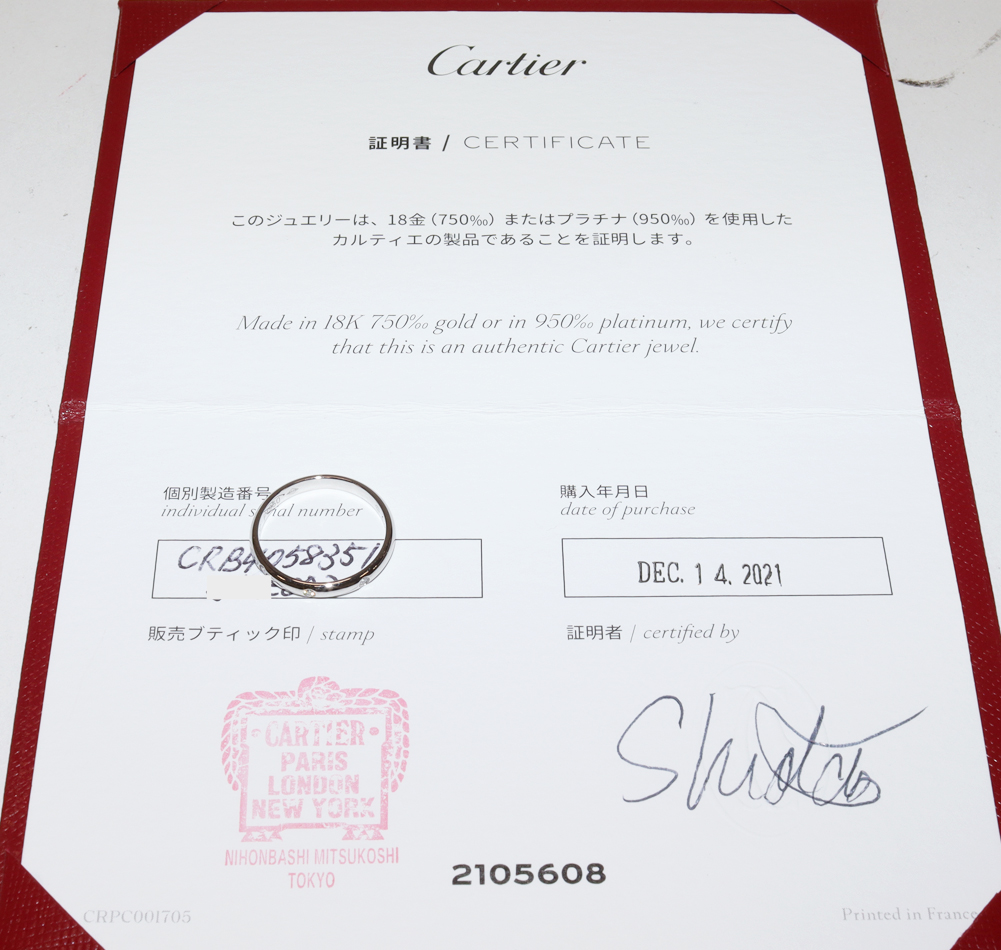 Cartier
証明書 / CERTIFICATE
このジュエリーは、18金（750‰）またはプラチナ（950‰）を使用した
カルティエの製品であることを証明します。
Made in 18K 750‰ gold or in 950‰ platinum, we certify
that this is an authentic Cartier jewel.
個別製造番号
individual number
購入年月日
date of purchase
CRB4058351
DEC. 14. 2021
販売ブティック印 / stamp
証明者 / certified by
CARTIER
PARIS
LONDON
NEW YORK
NIHONBASHI MITSUKOSHI
TOKYO
2105608
CRPC001705
Printed in France